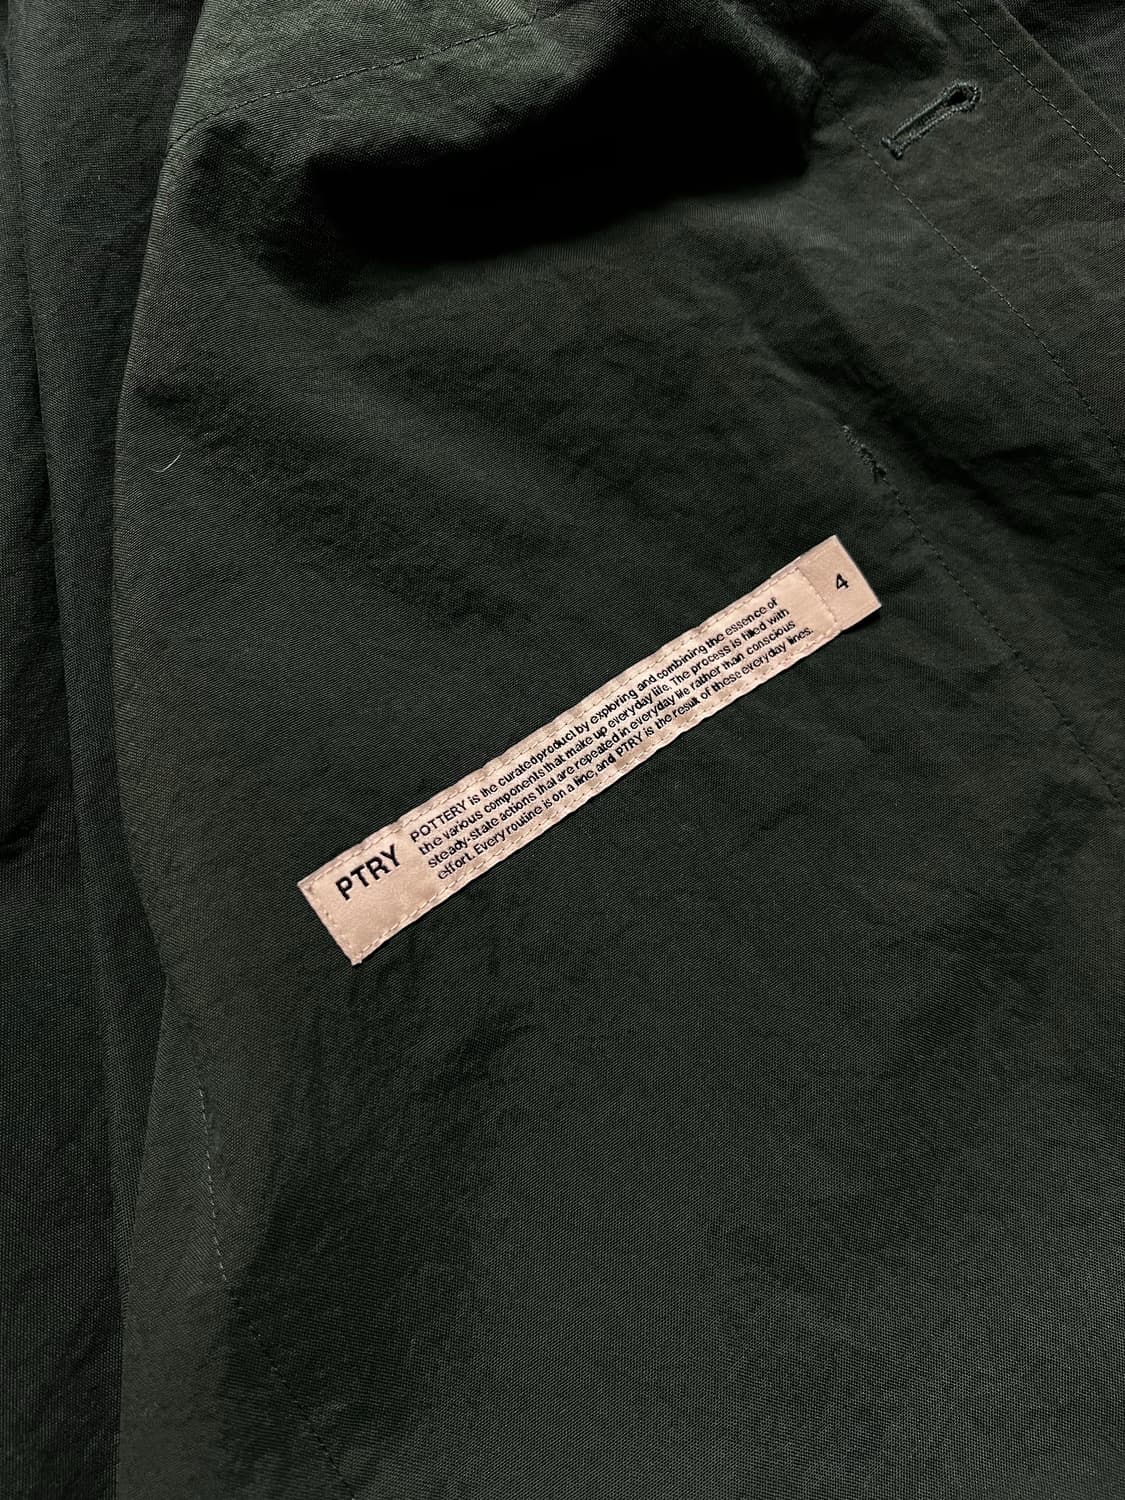 PTRY
POTTERY is the curated product by exploring and combining the essence of
the various components that make up everyday life. The process is filled with
steady-state actions that are repeated in everyday life rather than conscious
effort. Every routine is on a line, and PTRY is the result of these everyday lines.
4